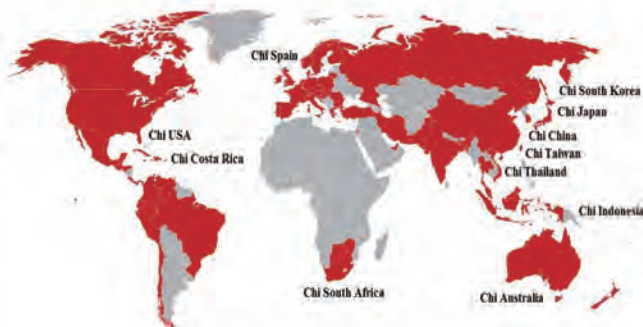 Chi Spain
Chi South Korea
Chi Japan
Chi USA
Chi China
Chi Costa Rica
Chi Taiwan
Chi Thailand
Chi Indonesia
Chi South Africa
Chi Australia